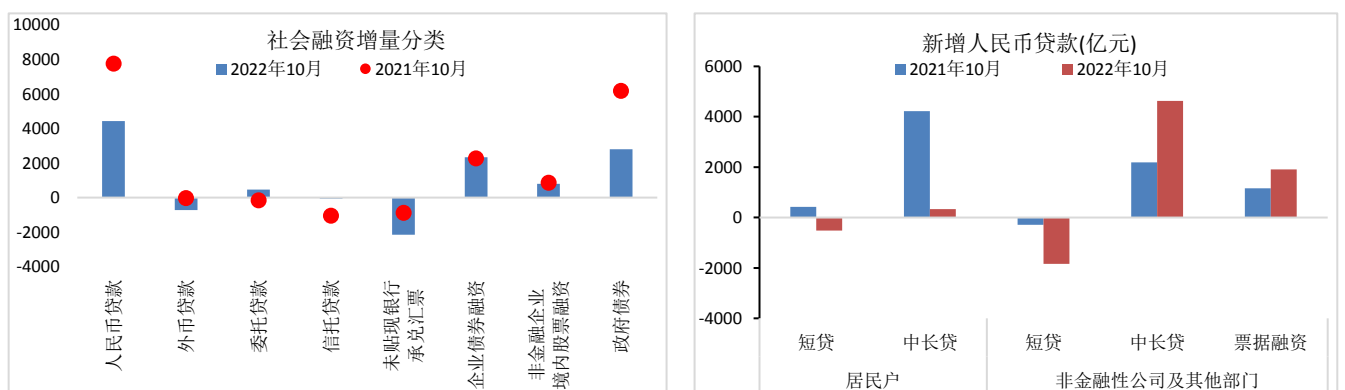 社会融资增量分类
2022年10月
2021年10月
10000
8000
6000
4000
2000
0
-2000
-4000
人民币贷款
外币贷款
委托贷款
信托贷款
未贴现银行
承兑汇票
企业债券融资
非金融企业
境内股票融资
政府债券
新增人民币贷款(亿元)
2021年10月
2022年10月
6000
4000
2000
0
-2000
-4000
短贷
中长贷
短贷
中长贷
票据融资
居民户
非金融性公司及其他部门